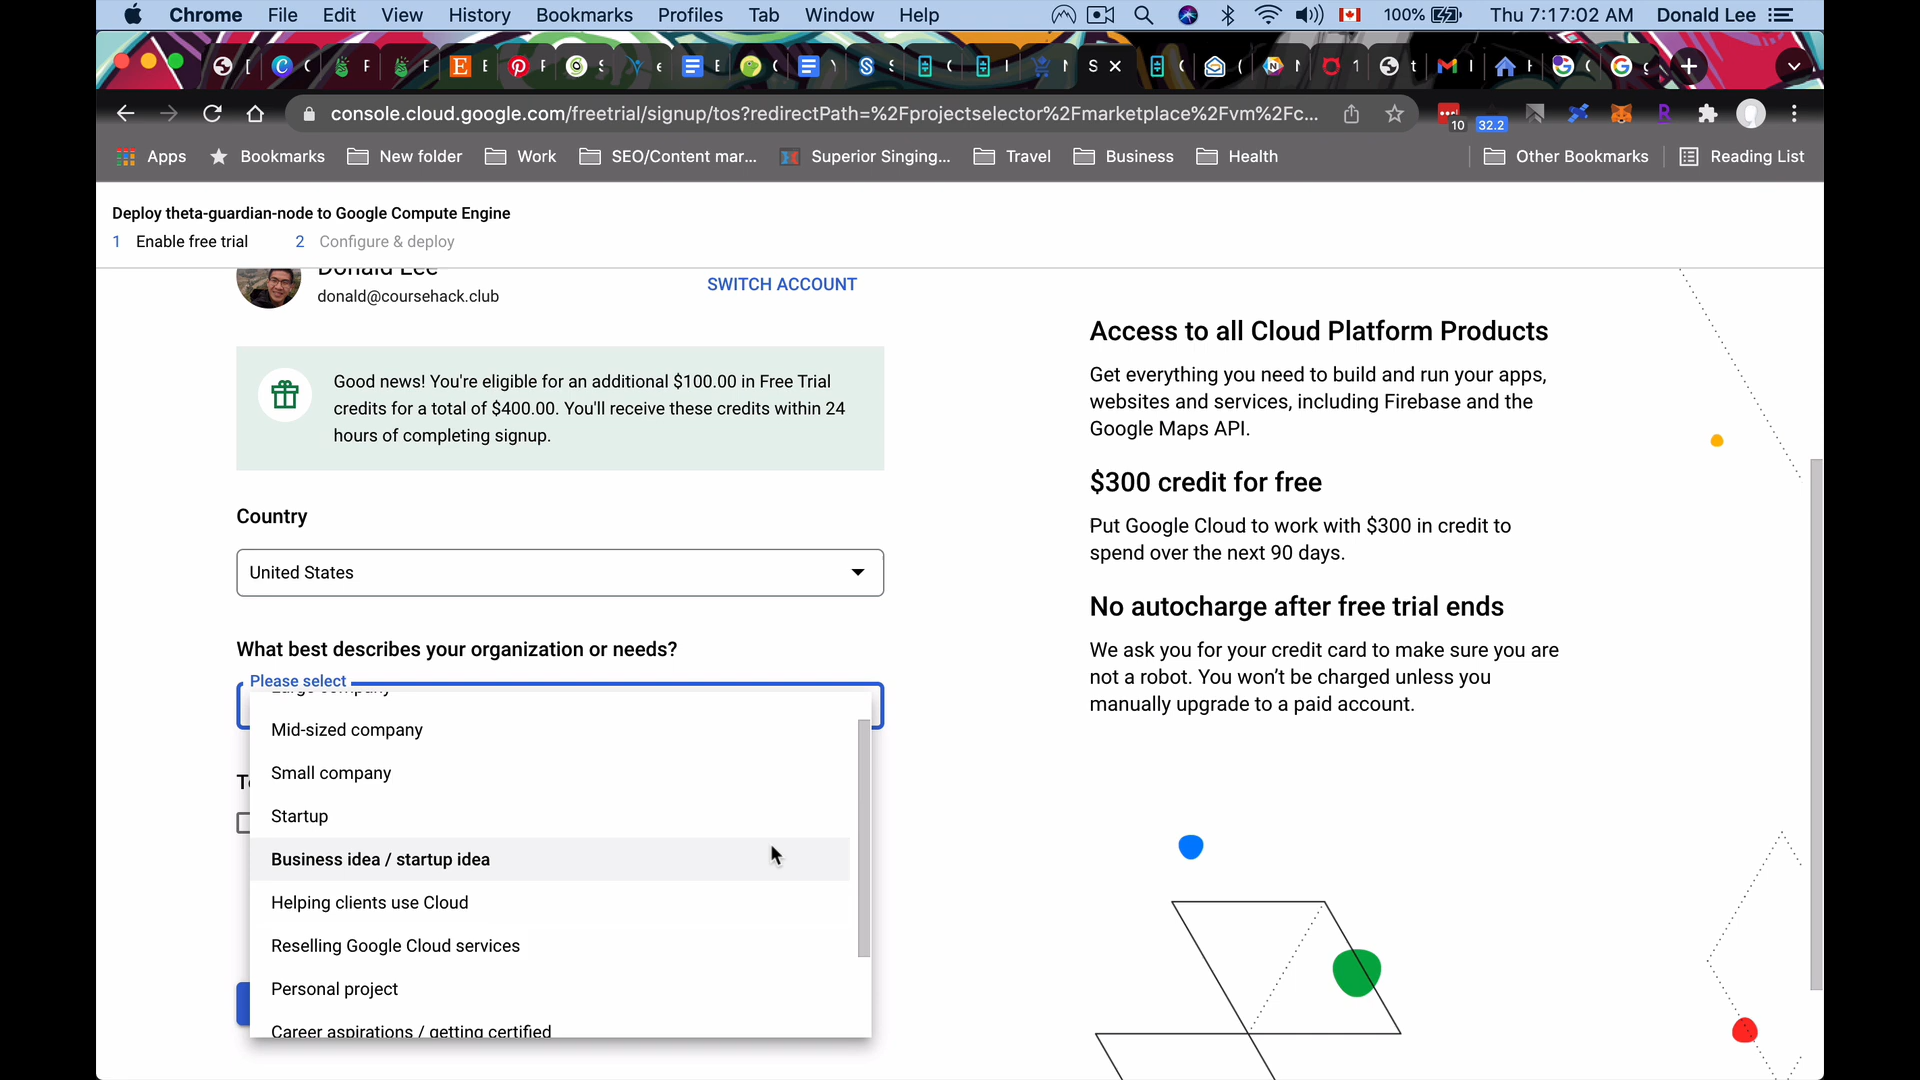 Chrome File Edit View History Bookmarks Profiles Tab Window Help 100% Thu 7:17:02 AM Donald Lee
console.cloud.google.com/freetrial/signup/tos?redirectPath=%2Fprojectselector%2Fmarketplace%2Fvm%2Fc...
10 32.2
Apps Bookmarks New folder Work SEO/Content mar... Superior Singing... Travel Business Health Other Bookmarks Reading List
Deploy theta-guardian-node to Google Compute Engine
1 Enable free trial 2 Configure & deploy
Donald Lee
donald@coursehack.club
SWITCH ACCOUNT
Good news! You're eligible for an additional $100.00 in Free Trial
credits for a total of $400.00. You'll receive these credits within 24
hours of completing signup.
Country
United States
What best describes your organization or needs?
Please select
Large company
Mid-sized company
Small company
Startup
Business idea / startup idea
Helping clients use Cloud
Reselling Google Cloud services
Personal project
Career aspirations / getting certified
Access to all Cloud Platform Products
Get everything you need to build and run your apps,
websites and services, including Firebase and the
Google Maps API.
$300 credit for free
Put Google Cloud to work with $300 in credit to
spend over the next 90 days.
No autocharge after free trial ends
We ask you for your credit card to make sure you are
not a robot. You won’t be charged unless you
manually upgrade to a paid account.